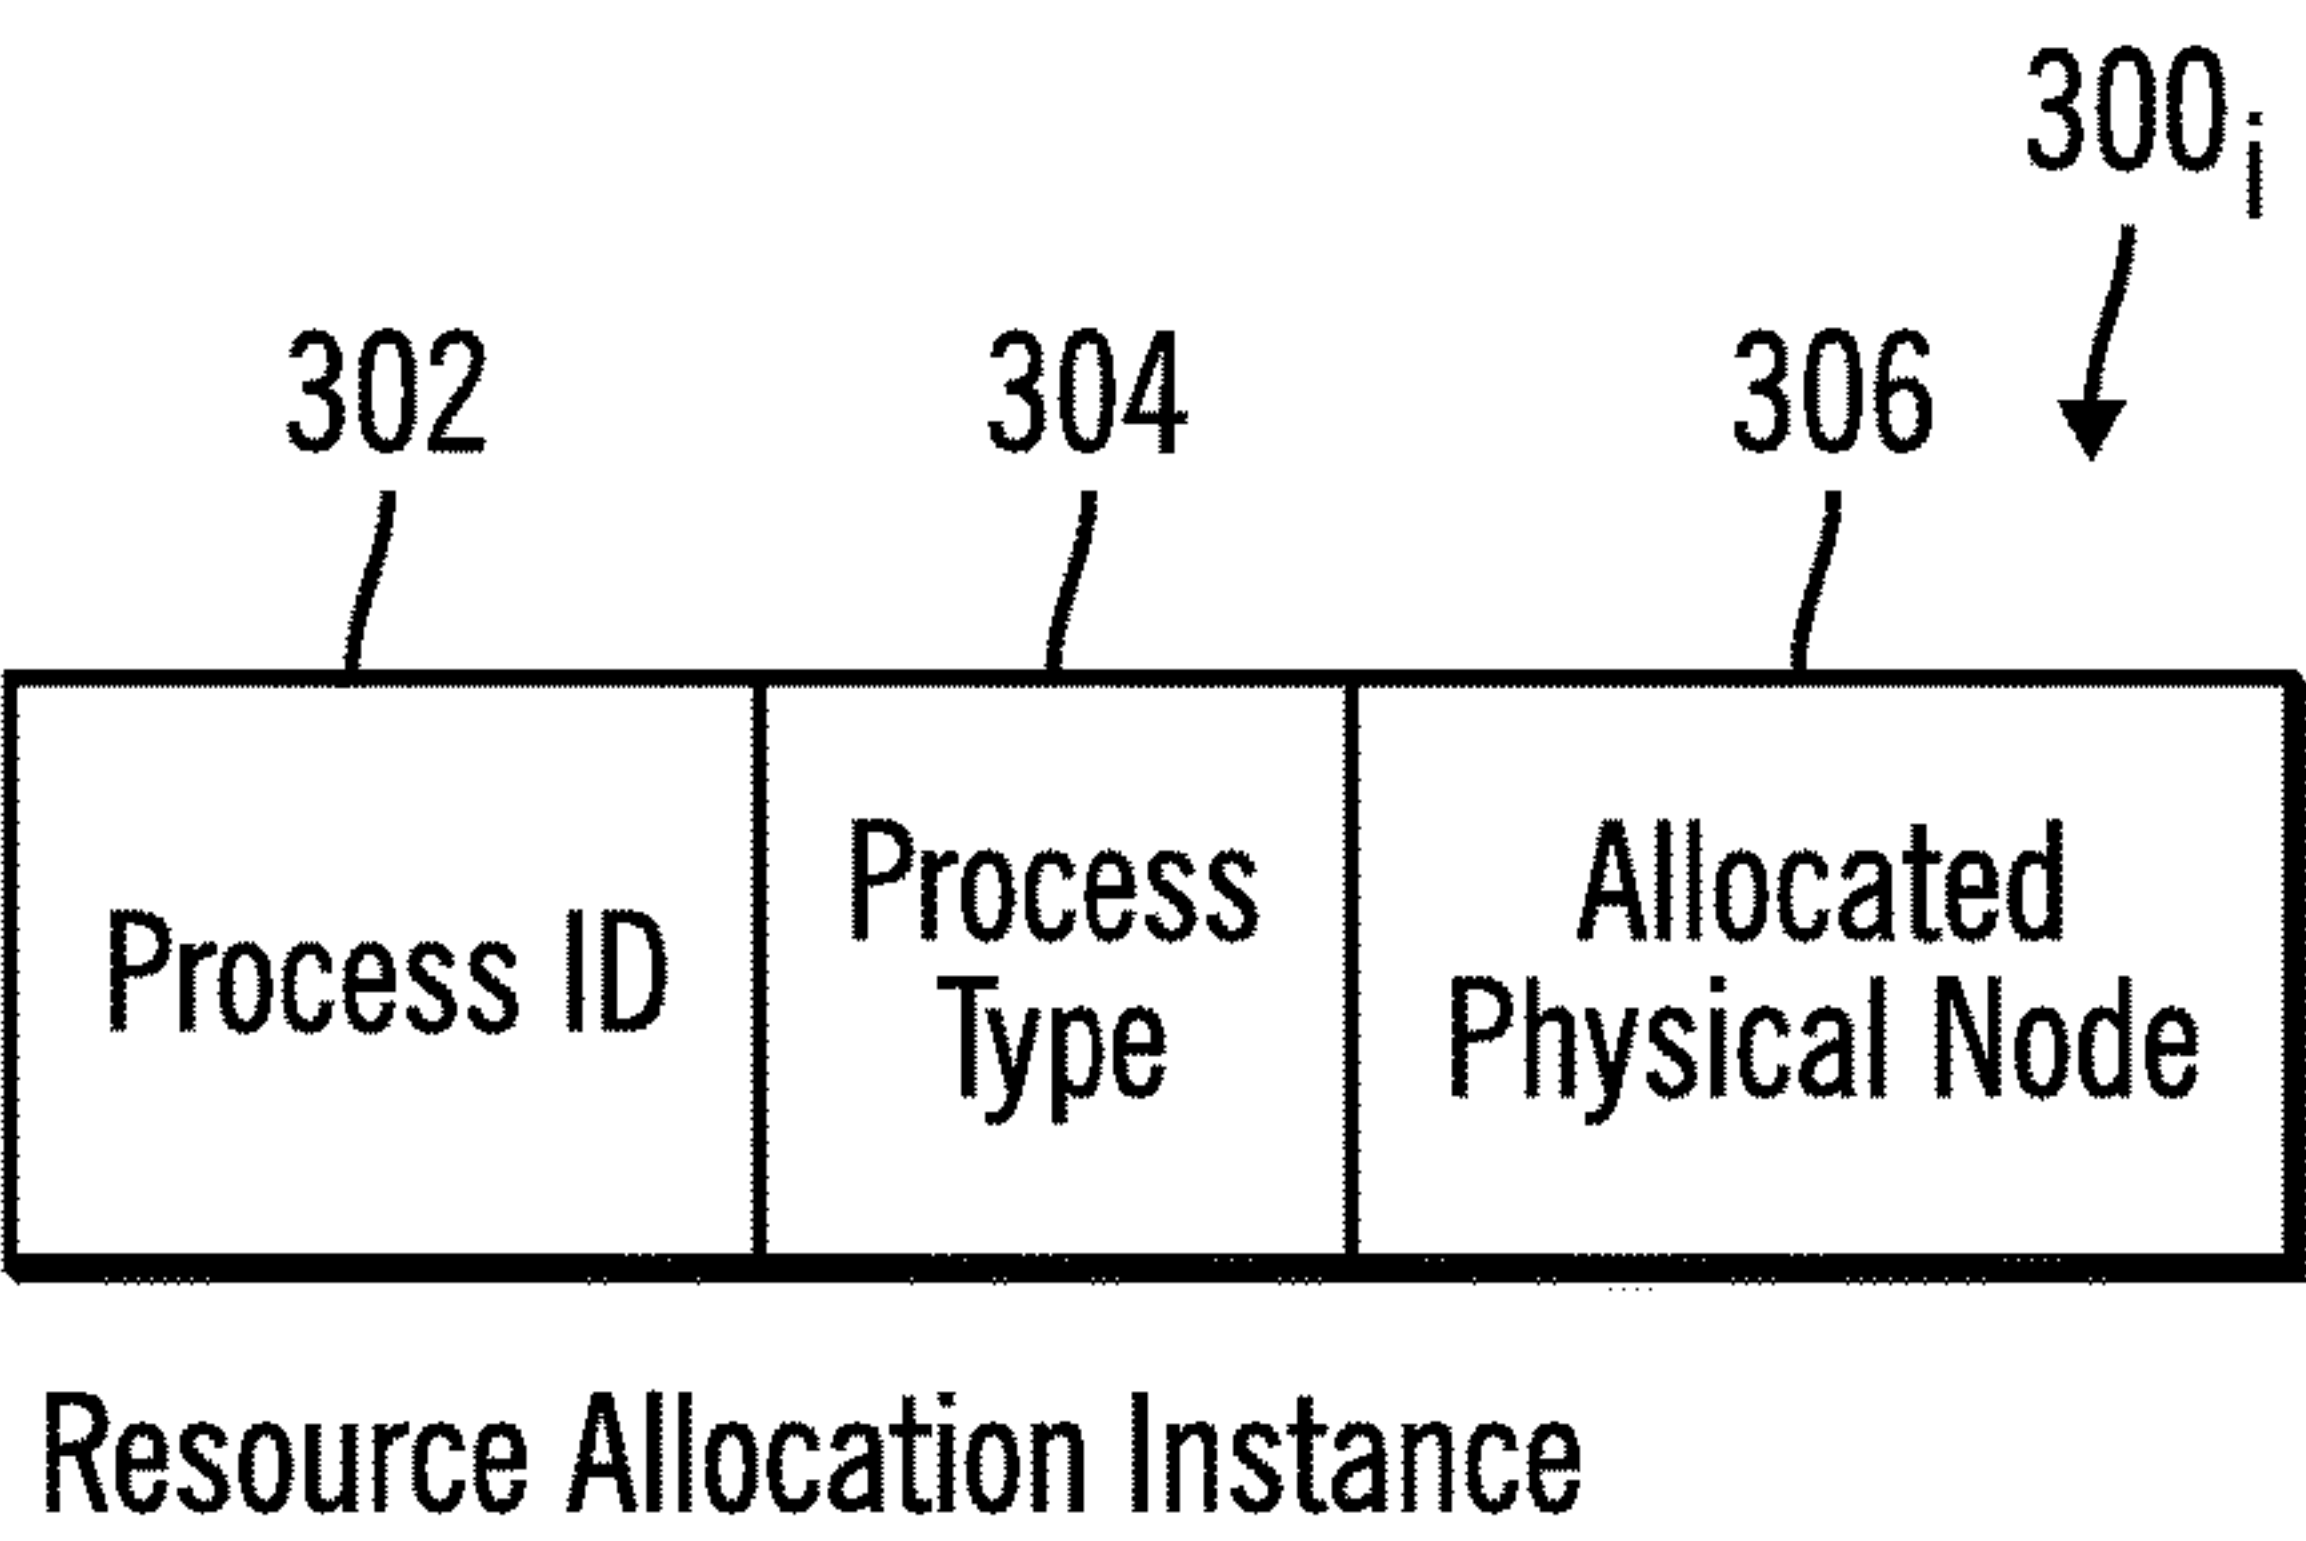 300i
302 304 306
Process ID
Process
Type
Allocated
Physical Node
Resource Allocation Instance